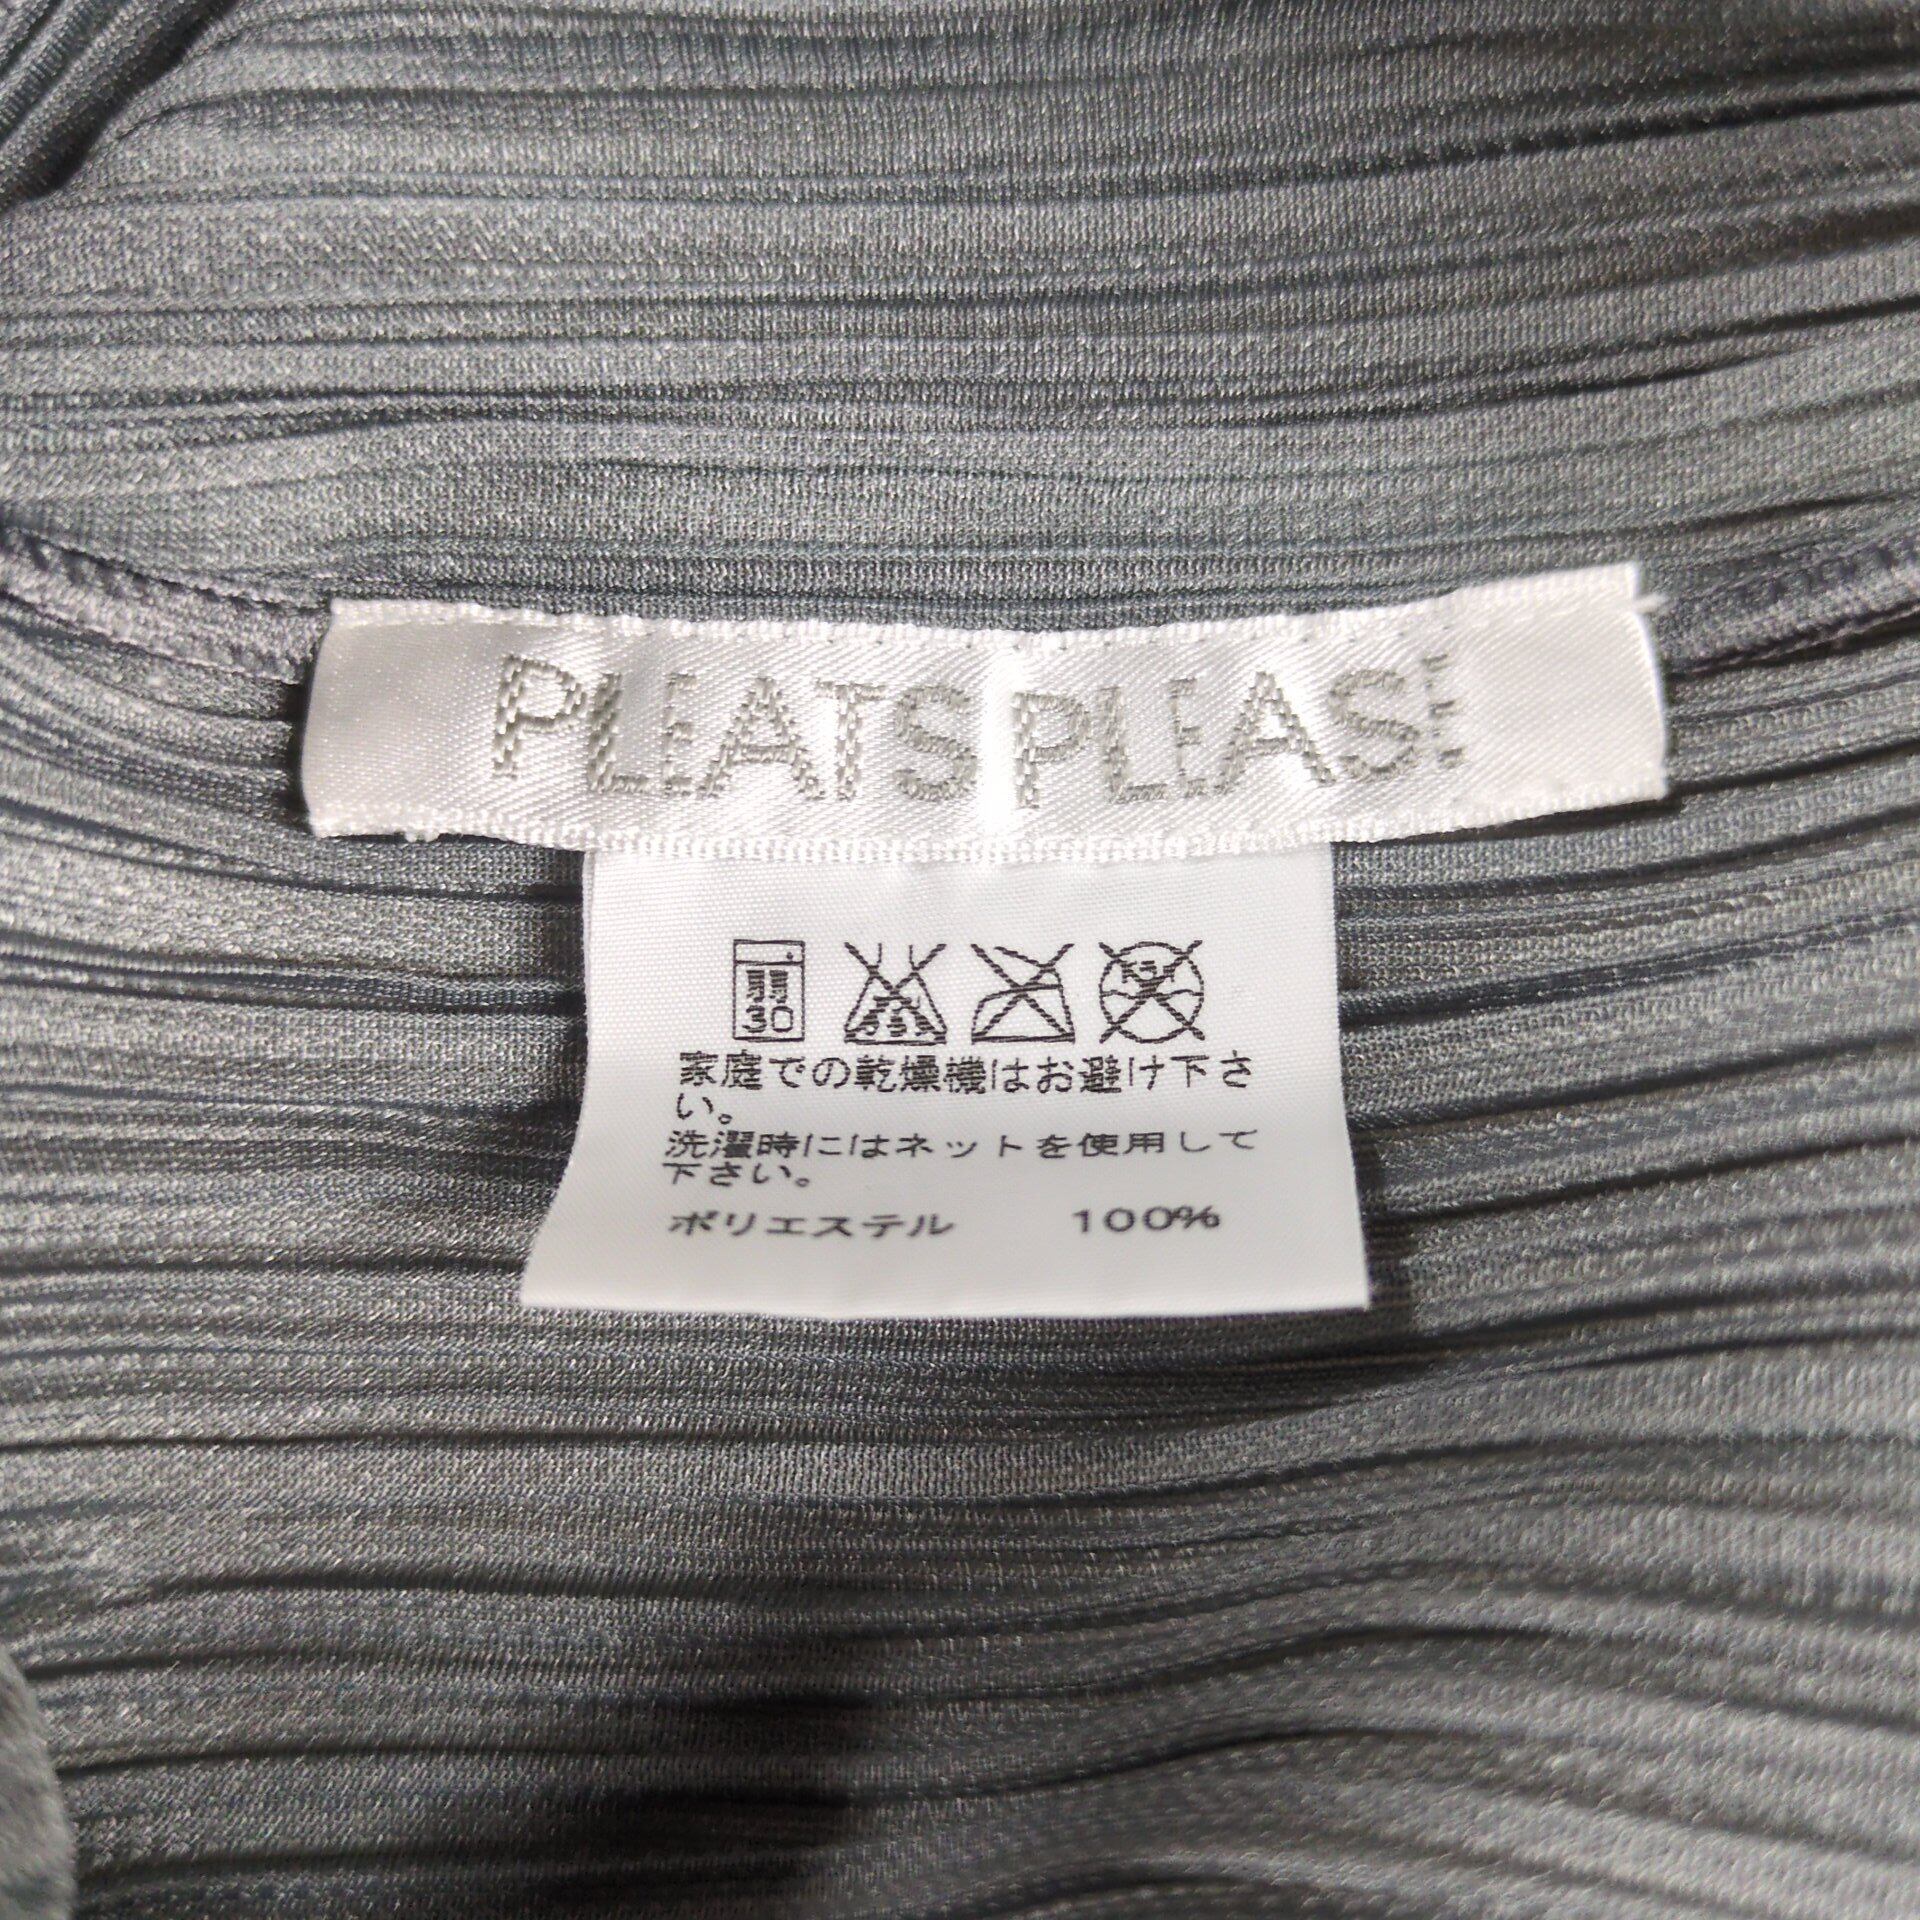 PLEATS PLEASE
30
家庭での乾燥機はお避け下さ
い。
洗濯時にはネットを使用して
下さい。
ポリエステル 100%